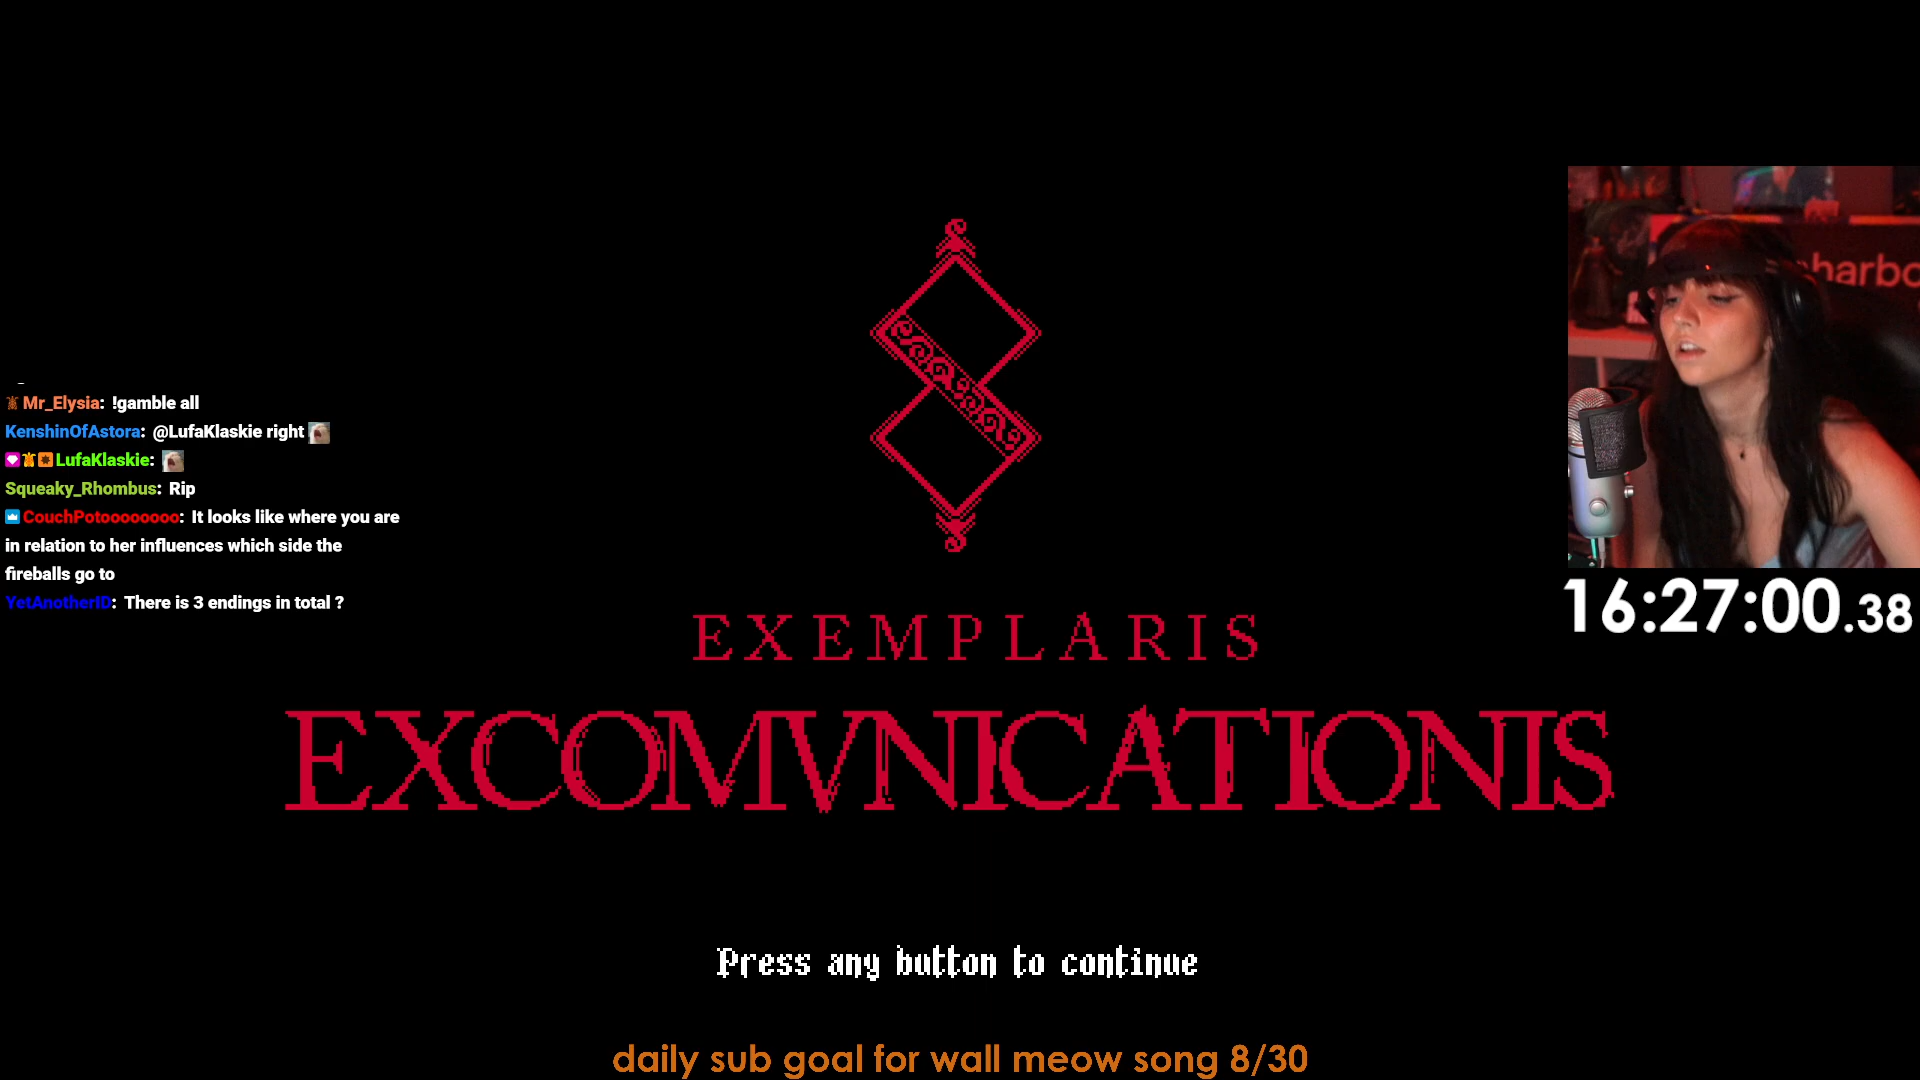 Mr_Elysia: !gamble all
KenshinOfAstora: @LufaKlaskie right
LufaKlaskie:
Squeaky_Rhombus: Rip
CouchPotoooooooo: It looks like where you are
in relation to her influences which side the
fireballs go to
YetAnotherID: There is 3 endings in total ?
EXEMPLARIS
EXCOMVNICATIONIS
Press any button to continue
harbo
16:27:00.38
daily sub goal for wall meow song 8/30